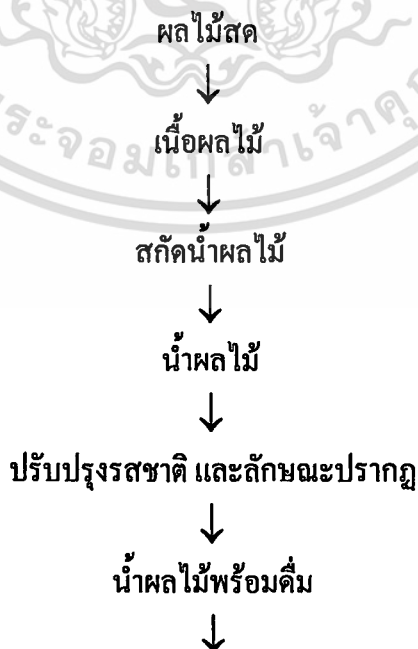 ผลไม้สด
↓
เนื้อผลไม้
↓
สกัดน้ำผลไม้
↓
น้ำผลไม้
↓
ปรับปรุงรสชาติ และลักษณะปรากฏ
↓
น้ำผลไม้พร้อมดื่ม
↓